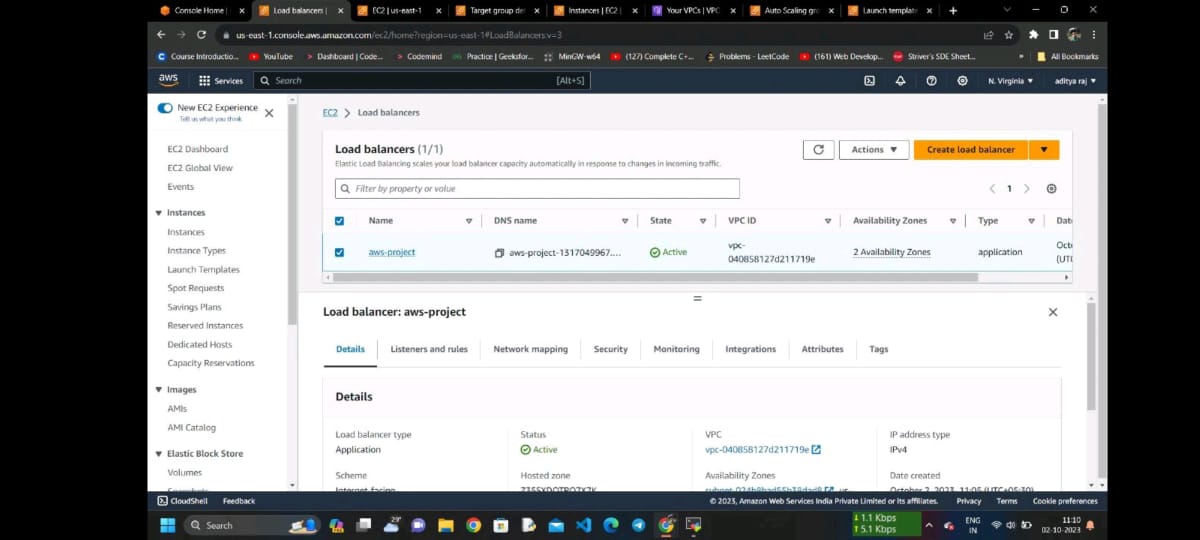 Console Home |
Load balancers |
EC2 | us-east-1
Target group de
Instances | EC2 |
Your VPCs | VPC
Auto Scaling gro
Launch template
us-east-1.console.aws.amazon.com/ec2/home?region=us-east-1#LoadBalancers:v=3
Course Introductio...
YouTube
Dashboard | Code...
Codemind
Practice | Geeksfor...
MinGW-w64
(127) Complete C+...
Problems - LeetCode
(161) Web Develop...
Striver's SDE Sheet...
All Bookmarks
aws
Services
Search
[Alt+S]
N. Virginia
aditya raj
New EC2 Experience
Tell us what you think
EC2 Dashboard
EC2 Global View
Events
Instances
Instances
Instance Types
Launch Templates
Spot Requests
Savings Plans
Reserved Instances
Dedicated Hosts
Capacity Reservations
Images
AMIs
AMI Catalog
Elastic Block Store
Volumes
Snapshots
EC2 > Load balancers
Load balancers (1/1)
Elastic Load Balancing scales your load balancer capacity automatically in response to changes in incoming traffic.
Actions
Create load balancer
Filter by property or value
1
Name
DNS name
State
VPC ID
Availability Zones
Type
Date
aws-project
aws-project-1317049967....
Active
vpc-
040858127d211719e
2 Availability Zones
application
Octo
(UTC
Load balancer: aws-project
Details
Listeners and rules
Network mapping
Security
Monitoring
Integrations
Attributes
Tags
Details
Load balancer type
Application
Status
Active
VPC
vpc-040858127d211719e
IP address type
IPv4
Scheme
Internet-facing
Hosted zone
Availability Zones
Date created
October 2, 2023, 11:05 (UTC+05:30)
CloudShell
Feedback
© 2023, Amazon Web Services India Private Limited or its affiliates.
Privacy
Terms
Cookie preferences
Search
29°
1.1 Kbps
5.1 Kbps
ENG
IN
11:10
02-10-2023